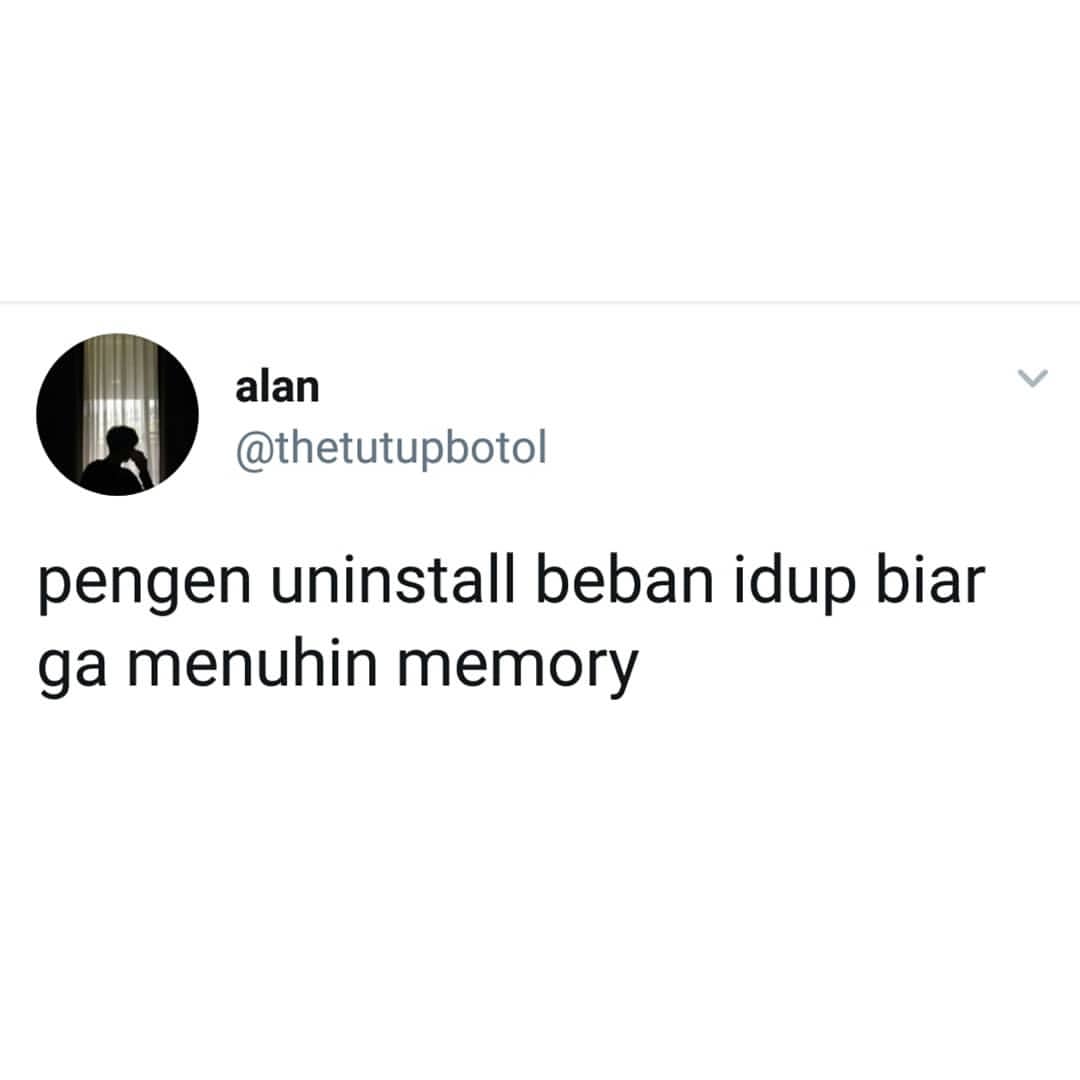 alan
@thetutupbotol
pengen uninstall beban idup biar
ga menuhin memory